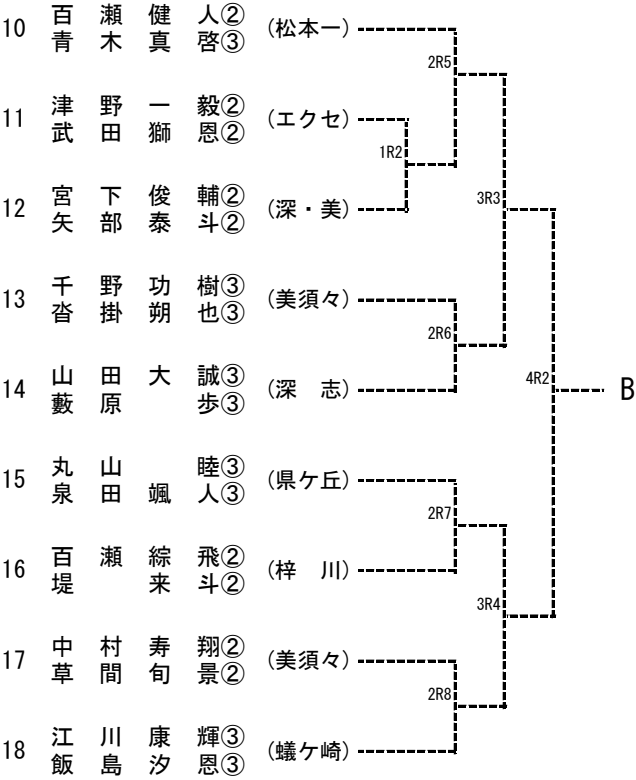 10 百瀬健人② (松本一)
青木真啓③
2R5
11 津野一毅② (エクセ)
武田獅恩②
1R2
12 宮下俊輔② (深・美)
矢部泰斗②
3R3
13 千野功樹③ (美須々)
沓掛朔也③
2R6
14 山田大誠③ (深 志)
藪原 歩③
4R2
B
15 丸山 睦③ (県ケ丘)
泉田颯人③
2R7
16 百瀬綜飛② (梓 川)
堤 来斗②
3R4
17 中村寿翔② (美須々)
草間旬景②
2R8
18 江川康輝③ (蟻ケ崎)
飯島汐恩③